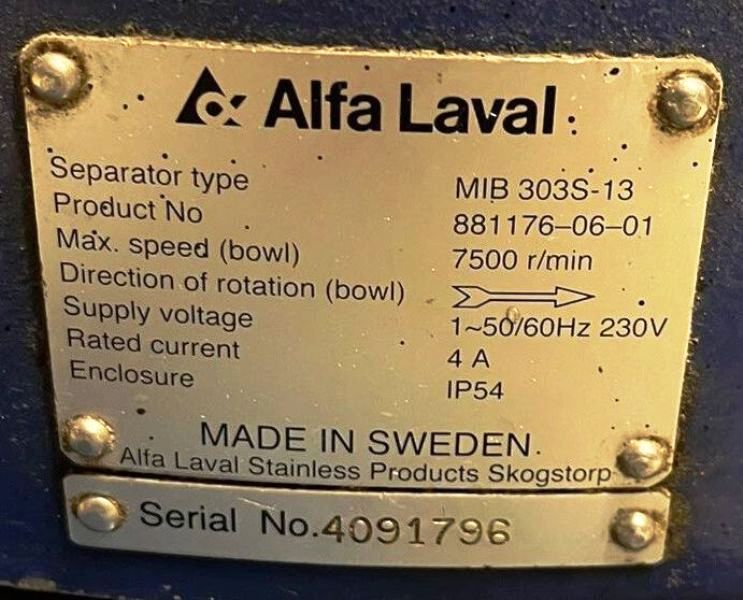 Alfa Laval
Separator type MIB 303S-13
Product No 881176-06-01
Max. speed (bowl) 7500 r/min
Direction of rotation (bowl)
Supply voltage 1~50/60Hz 230V
Rated current 4 A
Enclosure IP54
MADE IN SWEDEN.
Alfa Laval Stainless Products Skogstorp
Serial No.4091796